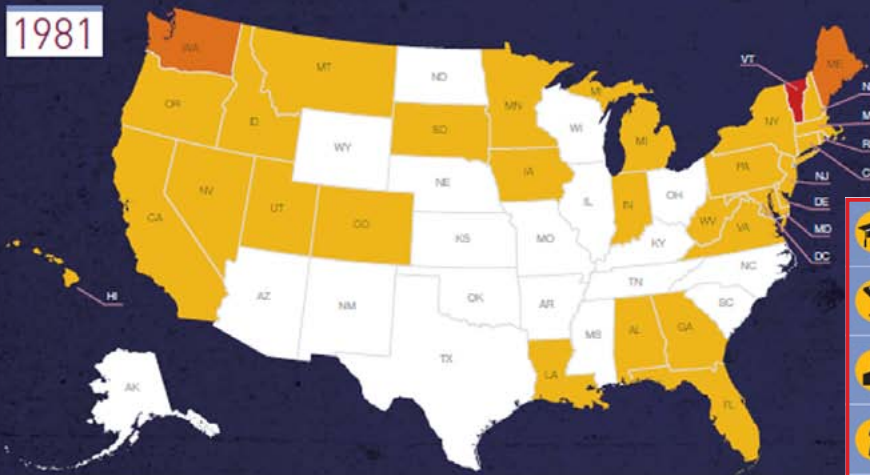 1981
WA
MT
ND
VT
ME
OR
ID
MN
MI
WI
NY
SD
WY
MI
IA
PA
NJ
NE
NV
UT
CO
CA
IL
IN
OH
DE
WV
VA
MD
KS
MO
KY
DC
HI
AZ
NM
OK
AR
TN
NC
SC
MS
AL
GA
TX
LA
AK
FL